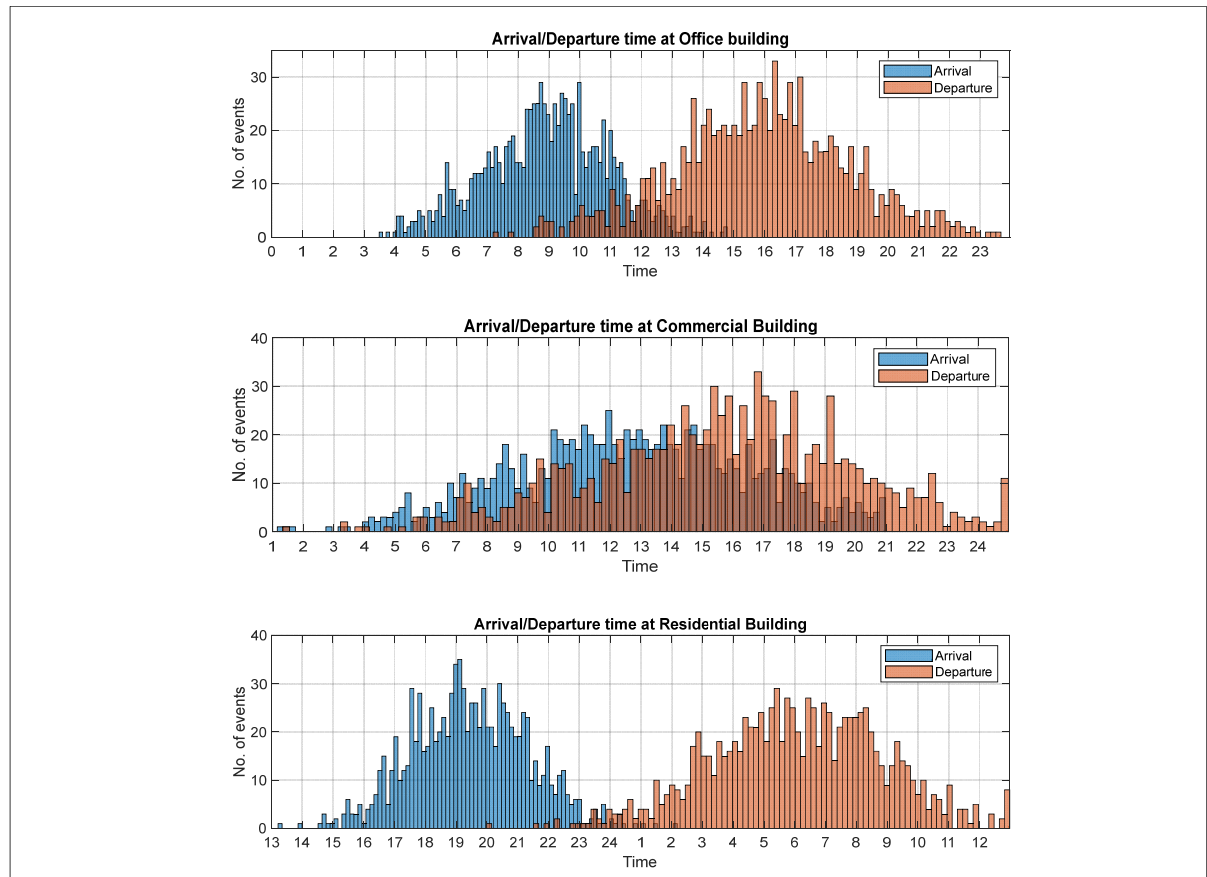 Arrival/Departure time at Office building
No. of events
30
20
10
0
Arrival
Departure
0 1 2 3 4 5 6 7 8 9 10 11 12 13 14 15 16 17 18 19 20 21 22 23
Time
Arrival/Departure time at Commercial Building
No. of events
40
30
20
10
0
Arrival
Departure
1 2 3 4 5 6 7 8 9 10 11 12 13 14 15 16 17 18 19 20 21 22 23 24
Time
Arrival/Departure time at Residential Building
No. of events
40
30
20
10
0
Arrival
Departure
13 14 15 16 17 18 19 20 21 22 23 24 1 2 3 4 5 6 7 8 9 10 11 12
Time